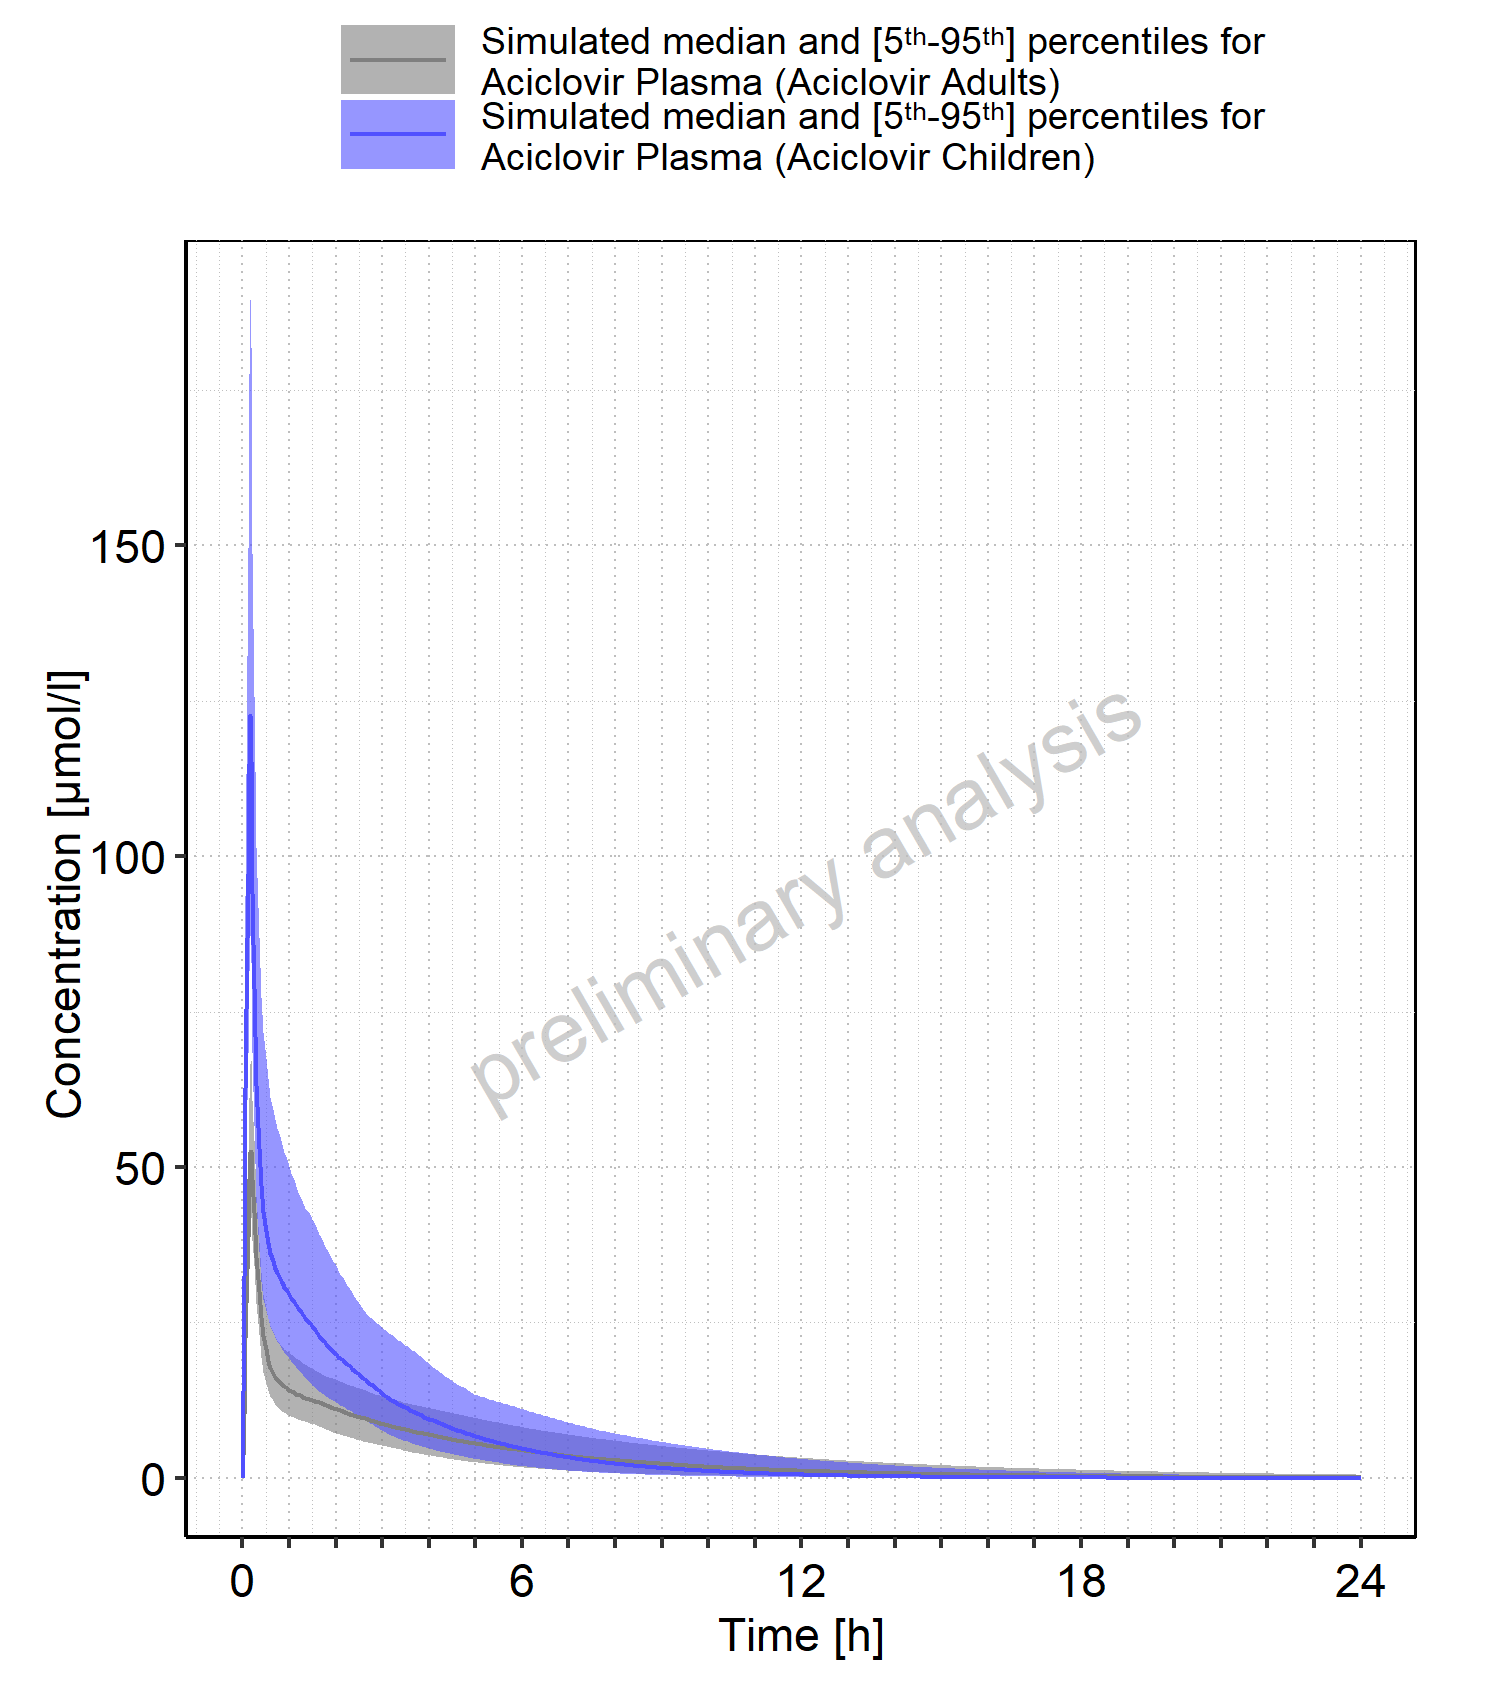 Simulated median and [5th-95th] percentiles for
Aciclovir Plasma (Aciclovir Adults)
Simulated median and [5th-95th] percentiles for
Aciclovir Plasma (Aciclovir Children)
150
100
50
0
Concentration [µmol/l]
preliminary analysis
0 6 12 18 24
Time [h]